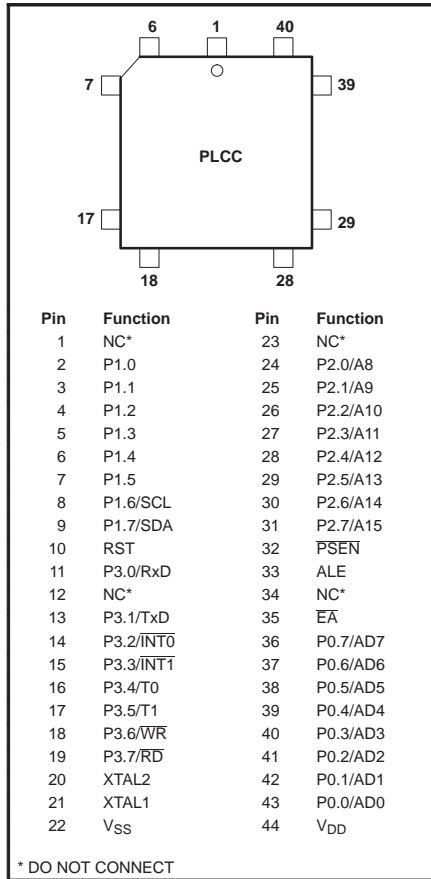 6 1 40
7 39
PLCC
17 29
18 28
Pin Function Pin Function
1 NC* 23 NC*
2 P1.0 24 P2.0/A8
3 P1.1 25 P2.1/A9
4 P1.2 26 P2.2/A10
5 P1.3 27 P2.3/A11
6 P1.4 28 P2.4/A12
7 P1.5 29 P2.5/A13
8 P1.6/SCL 30 P2.6/A14
9 P1.7/SDA 31 P2.7/A15
10 RST 32 P̅S̅E̅N̅
11 P3.0/RxD 33 ALE
12 NC* 34 NC*
13 P3.1/TxD 35 E̅A̅
14 P3.2/I̅N̅T̅0̅ 36 P0.7/AD7
15 P3.3/I̅N̅T̅1̅ 37 P0.6/AD6
16 P3.4/T0 38 P0.5/AD5
17 P3.5/T1 39 P0.4/AD4
18 P3.6/W̅R̅ 40 P0.3/AD3
19 P3.7/R̅D̅ 41 P0.2/AD2
20 XTAL2 42 P0.1/AD1
21 XTAL1 43 P0.0/AD0
22 VSS 44 VDD
* DO NOT CONNECT